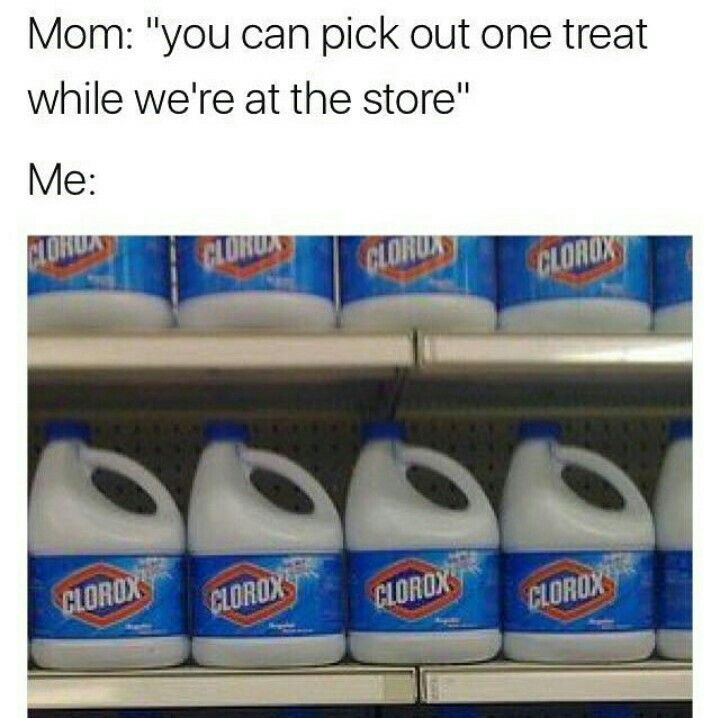 Mom: "you can pick out one treat
while we're at the store"
Me:
CLOROX CLOROX CLOROX CLOROX
CLOROX CLOROX CLOROX CLOROX
Regular